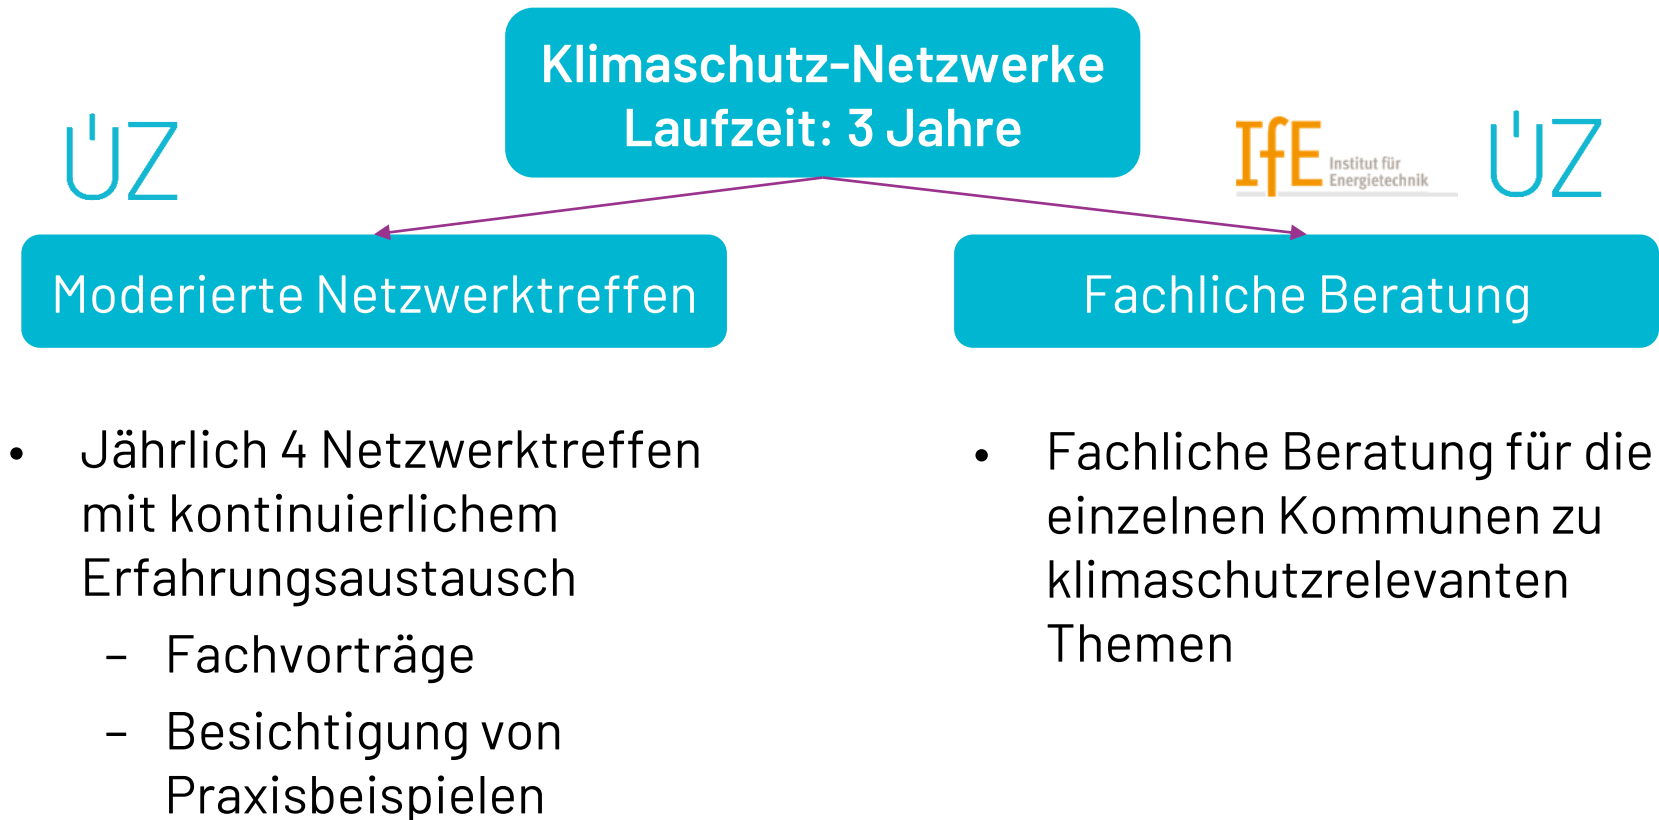 Klimaschutz-Netzwerke
Laufzeit: 3 Jahre
ÜZ
IfE Institut für
Energietechnik
ÜZ
Moderierte Netzwerktreffen
Fachliche Beratung
• Jährlich 4 Netzwerktreffen
mit kontinuierlichem
Erfahrungsaustausch
– Fachvorträge
– Besichtigung von
Praxisbeispielen
• Fachliche Beratung für die
einzelnen Kommunen zu
klimaschutzrelevanten
Themen